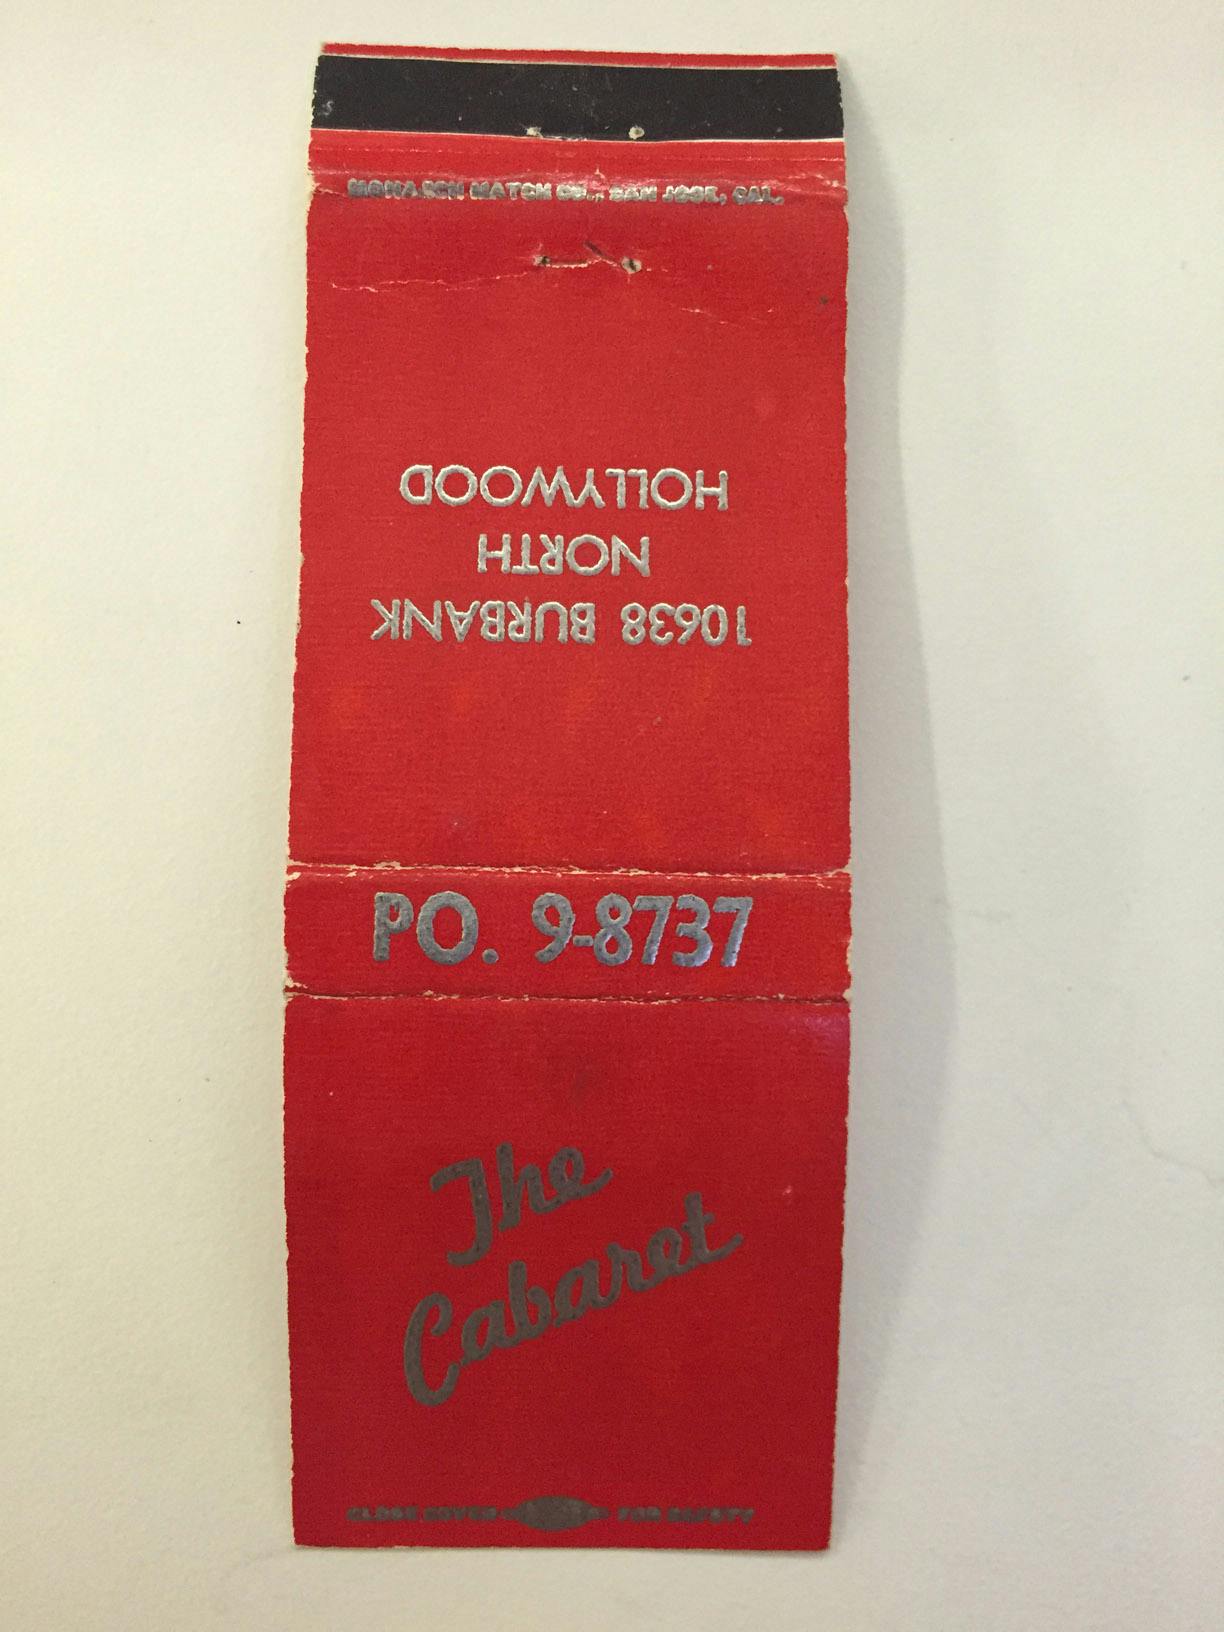 MONARCH MATCH CO., SAN JOSE, CAL.
10638 BURBANK
NORTH
HOLLYWOOD
PO. 9-8737
The
Cabaret
CLOSE COVER FOR SAFETY